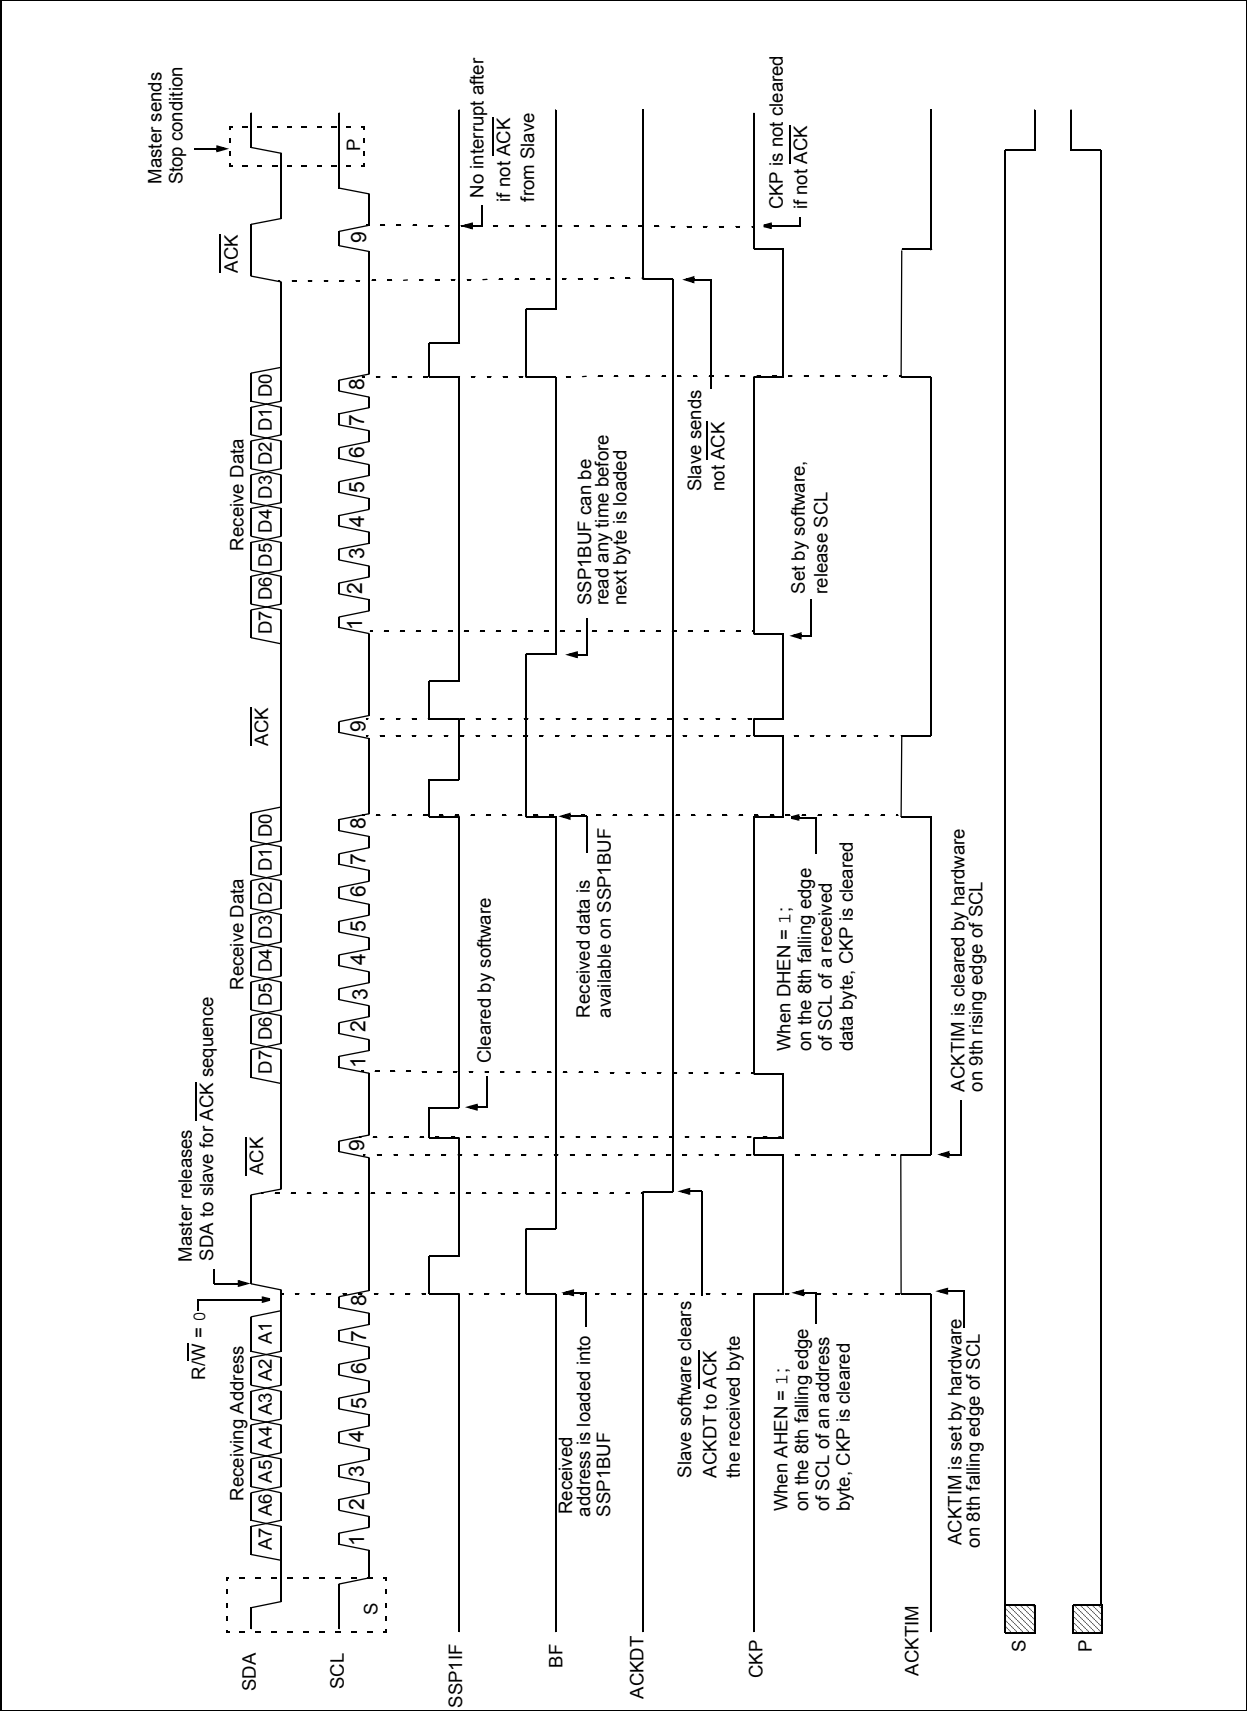 Master releases
SDA to slave for ACK sequence
Master sends
Stop condition
R/W = 0
Receiving Address
ACK
Receive Data
ACK
Receive Data
ACK
SDA
A7 A6 A5 A4 A3 A2 A1
D7 D6 D5 D4 D3 D2 D1 D0
D7 D6 D5 D4 D3 D2 D1 D0
SCL
S
1 2 3 4 5 6 7 8 9
1 2 3 4 5 6 7 8 9
1 2 3 4 5 6 7 8 9
P
SSP1IF
Cleared by software
No interrupt after
if not ACK
from Slave
BF
Received
address is loaded into
SSP1BUF
Received data is
available on SSP1BUF
SSP1BUF can be
read any time before
next byte is loaded
ACKDT
Slave software clears
ACKDT to ACK
the received byte
Slave sends
not ACK
CKP
When AHEN = 1;
on the 8th falling edge
of SCL of an address
byte, CKP is cleared
When DHEN = 1;
on the 8th falling edge
of SCL of a received
data byte, CKP is cleared
Set by software,
release SCL
CKP is not cleared
if not ACK
ACKTIM
ACKTIM is set by hardware
on 8th falling edge of SCL
ACKTIM is cleared by hardware
on 9th rising edge of SCL
S
P